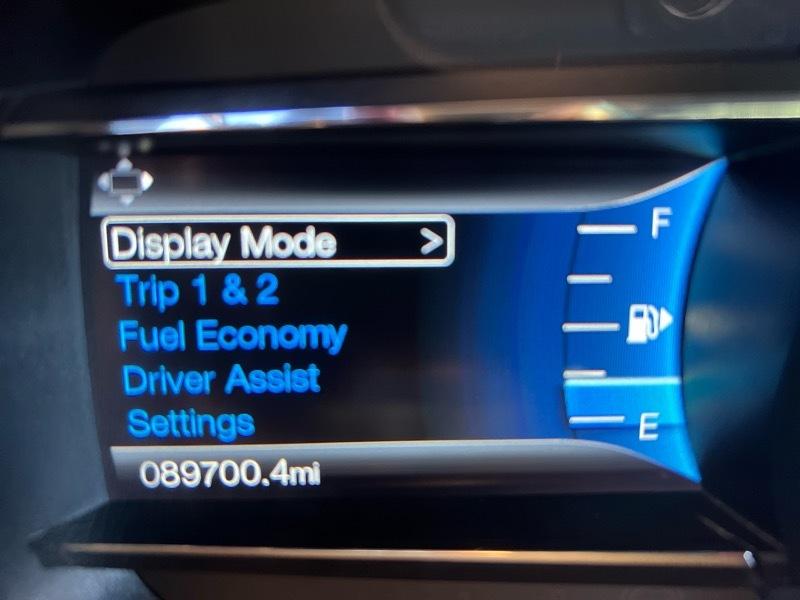 Display Mode >
Trip 1 & 2
Fuel Economy
Driver Assist
Settings
089700.4mi
F
E